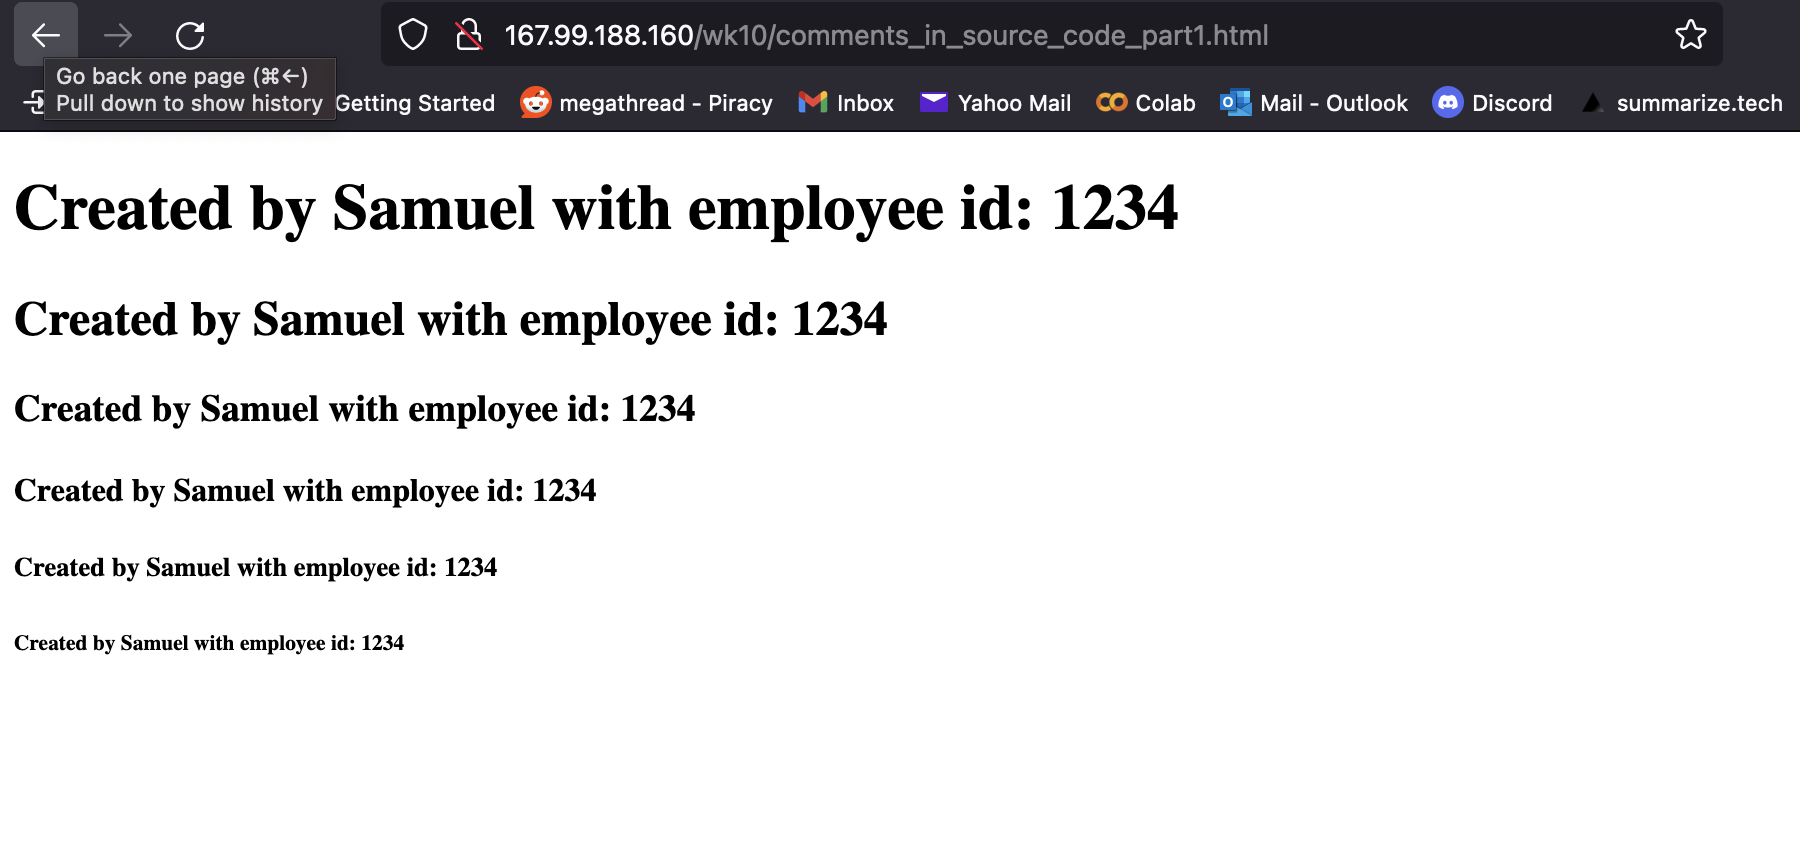 167.99.188.160/wk10/comments_in_source_code_part1.html
Go back one page (⌘←)
Pull down to show history
Getting Started megathread - Piracy Inbox Yahoo Mail Colab Mail - Outlook Discord summarize.tech
Created by Samuel with employee id: 1234
Created by Samuel with employee id: 1234
Created by Samuel with employee id: 1234
Created by Samuel with employee id: 1234
Created by Samuel with employee id: 1234
Created by Samuel with employee id: 1234